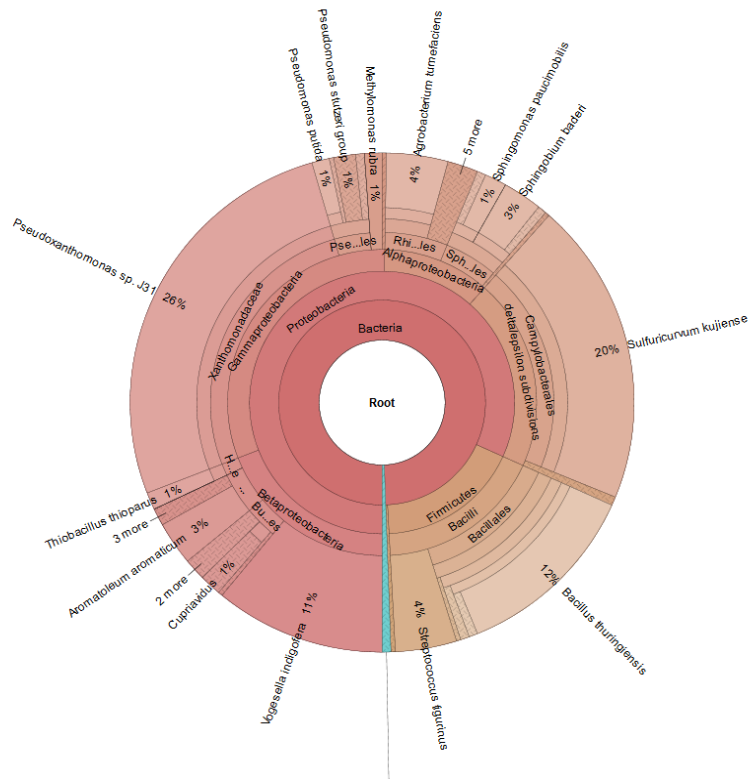 Pseudomonas putida
1%
Pseudomonas stutzeri group
1%
Methylomonas rubra
1%
Agrobacterium tumefaciens
4%
5 more
Sphingomonas paucimobilis
1%
Sphingobium baderi
3%
Pseudoxanthomonas sp. J31
26%
Sulfuricurvum kujiense
20%
Xanthomonadaceae
Gammaproteobacteria
Pse...les
Rhi...les
Sph...les
Alphaproteobacteria
Proteobacteria
Bacteria
Root
Campylobacterales
delta/epsilon subdivisions
Firmicutes
Bacilli
Bacillales
H...e ...
Bu...es
Betaproteobacteria
Thiobacillus thioparus
1%
3 more
Aromatoleum aromaticum
3%
2 more
Cupriavidus
1%
Vogesella indigofera
11%
Streptococcus figurinus
4%
Bacillus thuringiensis
12%